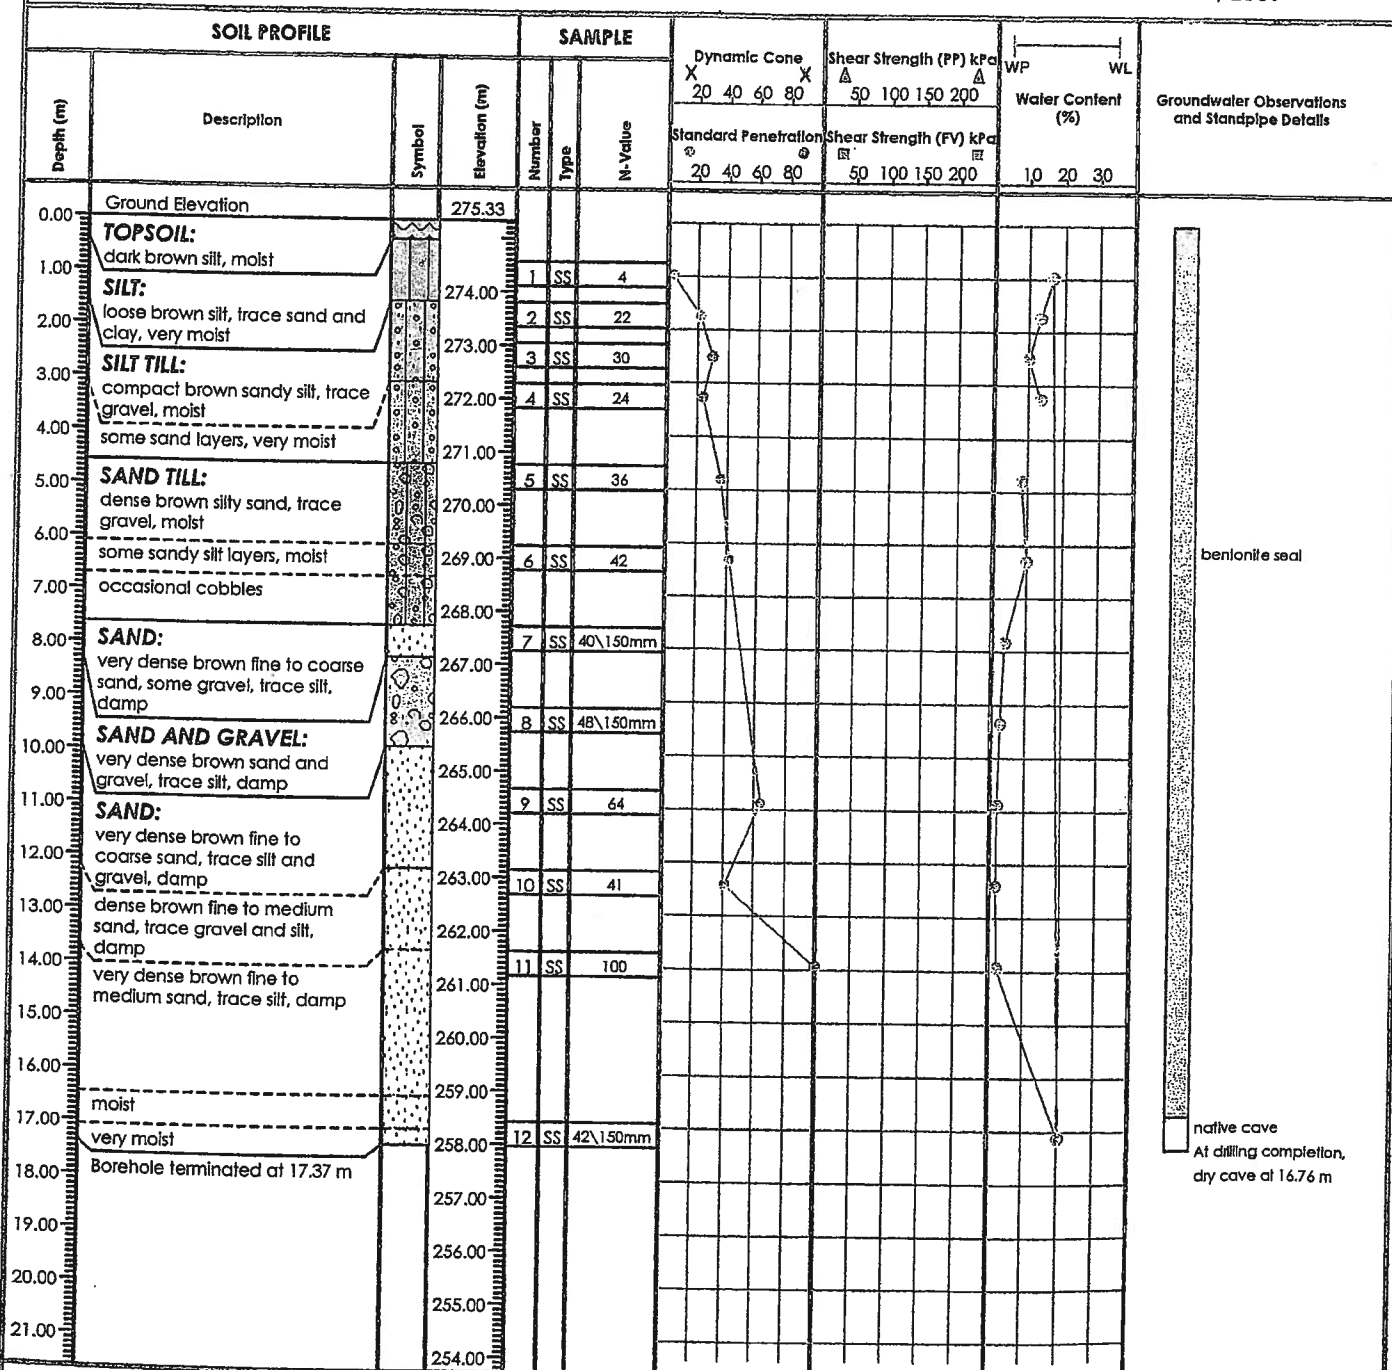 SOIL PROFILE
SAMPLE
Depth (m)
Description
Symbol
Elevation (m)
Number
Type
N-Value
Dynamic Cone
X X
20 40 60 80
Standard Penetration
20 40 60 80
Shear Strength (PP) kPa
50 100 150 200
Shear Strength (FV) kPa
50 100 150 200
WP WL
Water Content
(%)
10 20 30
Groundwater Observations
and Standpipe Details
Ground Elevation
275.33
0.00
TOPSOIL:
dark brown silt, moist
1.00
1 SS 4
SILT:
274.00
loose brown silt, trace sand and
clay, very moist
2.00
2 SS 22
273.00
SILT TILL:
3 SS 30
3.00
compact brown sandy silt, trace
gravel, moist
272.00
4 SS 24
4.00
some sand layers, very moist
271.00
SAND TILL:
5.00
5 SS 36
dense brown silty sand, trace
gravel, moist
270.00
6.00
some sandy silt layers, moist
269.00
6 SS 42
bentonite seal
7.00
occasional cobbles
268.00
8.00
SAND:
7 SS 40\150mm
very dense brown fine to coarse
sand, some gravel, trace silt,
damp
267.00
9.00
266.00
8 SS 48\150mm
SAND AND GRAVEL:
10.00
very dense brown sand and
gravel, trace silt, damp
265.00
11.00
9 SS 64
SAND:
264.00
very dense brown fine to
coarse sand, trace silt and
gravel, damp
12.00
263.00
10 SS 41
13.00
dense brown fine to medium
sand, trace gravel and silt,
damp
262.00
14.00
11 SS 100
very dense brown fine to
medium sand, trace silt, damp
261.00
15.00
260.00
16.00
259.00
moist
17.00
very moist
258.00
12 SS 42\150mm
native cave
At drilling completion,
dry cave at 16.76 m
Borehole terminated at 17.37 m
18.00
257.00
19.00
256.00
20.00
255.00
21.00
254.00